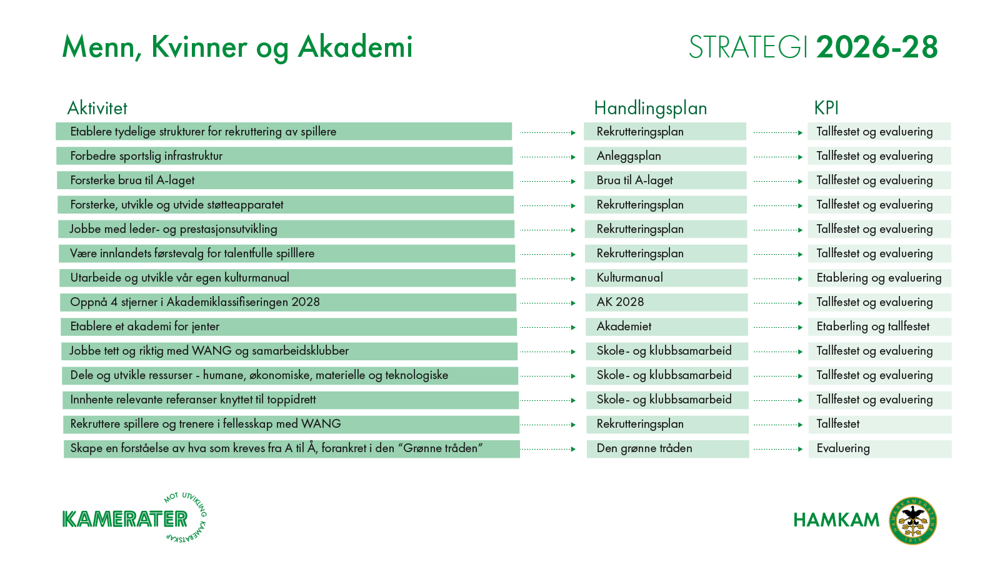 Menn, Kvinner og Akademi
STRATEGI 2026-28
Aktivitet Handlingsplan KPI
Etablere tydelige strukturer for rekruttering av spillere Rekrutteringsplan Tallfestet og evaluering
Forbedre sportslig infrastruktur Anleggsplan Tallfestet og evaluering
Forsterke brua til A-laget Brua til A-laget Tallfestet og evaluering
Forsterke, utvikle og utvide støtteapparatet Rekrutteringsplan Tallfestet og evaluering
Jobbe med leder- og prestasjonsutvikling Rekrutteringsplan Tallfestet og evaluering
Være innlandets førstevalg for talentfulle spilllere Rekrutteringsplan Tallfestet og evaluering
Utarbeide og utvikle vår egen kulturmanual Kulturmanual Etablering og evaluering
Oppnå 4 stjerner i Akademiklassifiseringen 2028 AK 2028 Tallfestet og evaluering
Etablere et akademi for jenter Akademiet Etaberling og tallfestet
Jobbe tett og riktig med WANG og samarbeidsklubber Skole- og klubbsamarbeid Tallfestet og evaluering
Dele og utvikle ressurser - humane, økonomiske, materielle og teknologiske Skole- og klubbsamarbeid Tallfestet og evaluering
Innhente relevante referanser knyttet til toppidrett Skole- og klubbsamarbeid Tallfestet og evaluering
Rekruttere spillere og trenere i fellesskap med WANG Rekrutteringsplan Tallfestet
Skape en forståelse av hva som kreves fra A til Å, forankret i den “Grønne tråden” Den grønne tråden Evaluering
KAMERATER
MOT UTVIKLING KAMERATSKAP
HAMKAM
HAMARKAMERATENE
1918